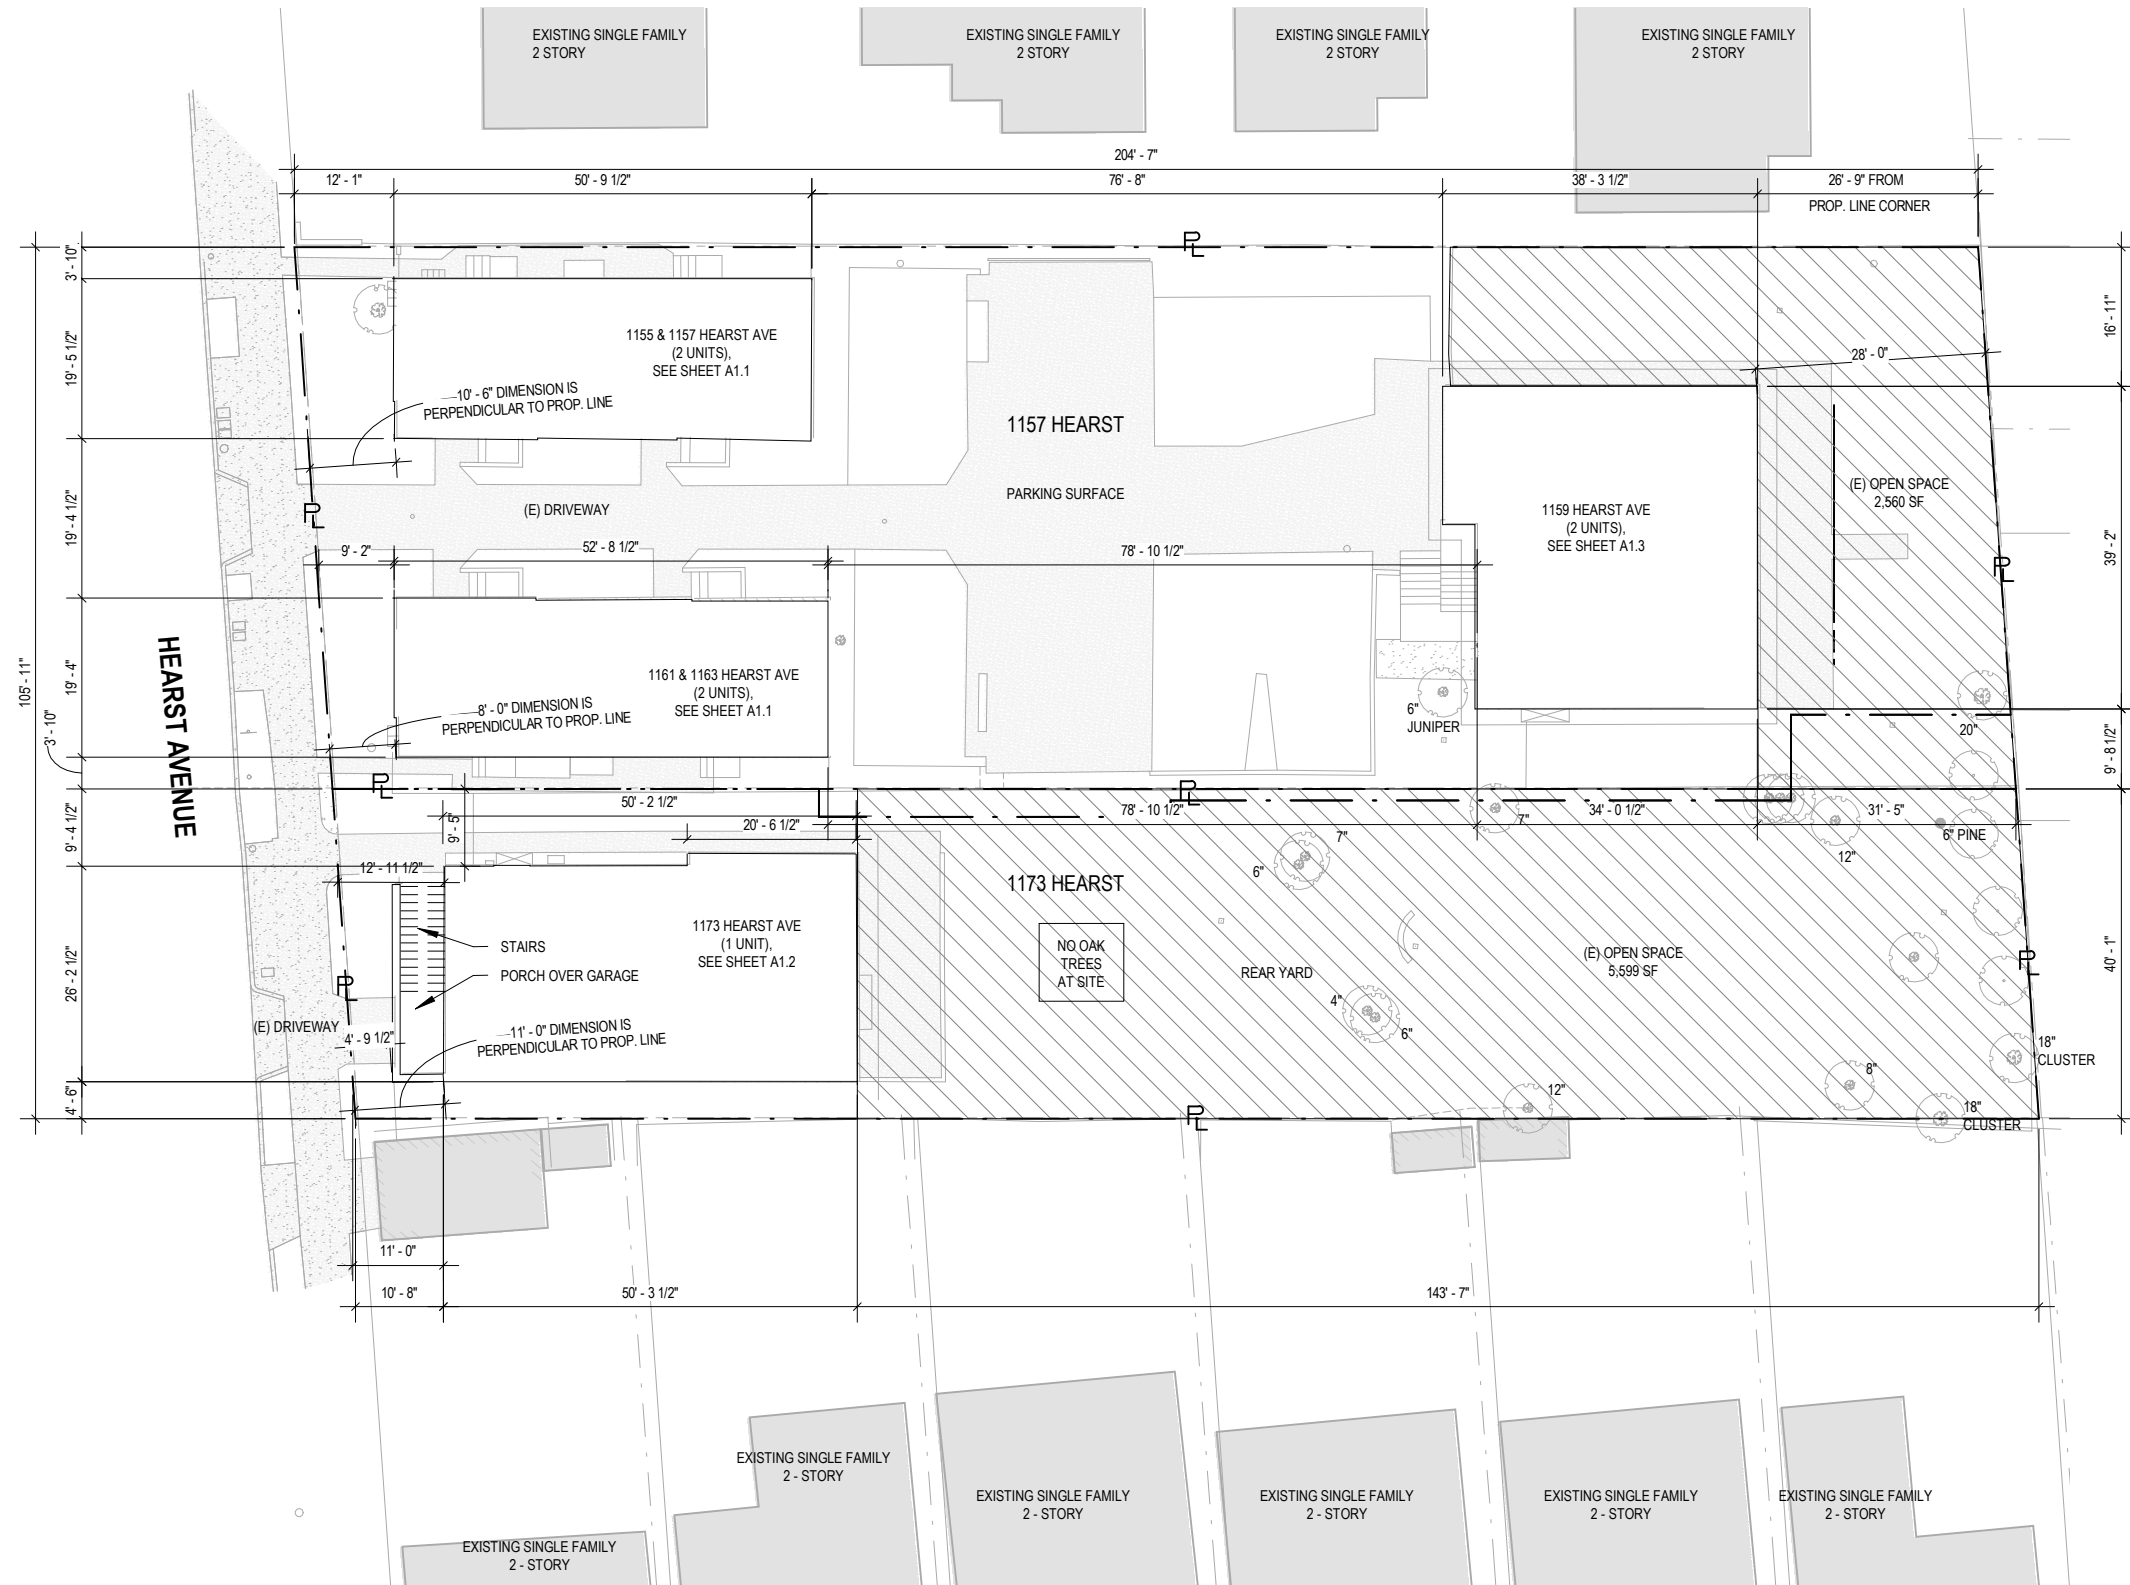 EXISTING SINGLE FAMILY
2 STORY
EXISTING SINGLE FAMILY
2 STORY
EXISTING SINGLE FAMILY
2 STORY
EXISTING SINGLE FAMILY
2 STORY
204' - 7"
12' - 1"
50' - 9 1/2"
76' - 8"
38' - 3 1/2"
26' - 9" FROM
PROP. LINE CORNER
PL
3' - 10"
19' - 5 1/2"
19' - 4 1/2"
19' - 4"
3' - 10"
105' - 11"
9' - 4 1/2"
26' - 2 1/2"
4' - 6"
HEARST AVENUE
1155 & 1157 HEARST AVE
(2 UNITS),
SEE SHEET A1.1
10' - 6" DIMENSION IS
PERPENDICULAR TO PROP. LINE
1157 HEARST
PARKING SURFACE
(E) DRIVEWAY
PL
9' - 2"
52' - 8 1/2"
78' - 10 1/2"
1159 HEARST AVE
(2 UNITS),
SEE SHEET A1.3
28' - 0"
(E) OPEN SPACE
2,560 SF
PL
16' - 11"
39' - 2"
9' - 8 1/2"
40' - 1"
1161 & 1163 HEARST AVE
(2 UNITS),
SEE SHEET A1.1
8' - 0" DIMENSION IS
PERPENDICULAR TO PROP. LINE
6"
JUNIPER
20"
PL
PL
50' - 2 1/2"
78' - 10 1/2"
34' - 0 1/2"
31' - 5"
20' - 6 1/2"
9' - 5"
7"
7"
6"
12"
6" PINE
12' - 11 1/2"
1173 HEARST
1173 HEARST AVE
(1 UNIT),
SEE SHEET A1.2
STAIRS
PORCH OVER GARAGE
NO OAK
TREES
AT SITE
REAR YARD
(E) OPEN SPACE
5,599 SF
PL
PL
4"
6"
(E) DRIVEWAY
4' - 9 1/2"
11' - 0" DIMENSION IS
PERPENDICULAR TO PROP. LINE
18"
CLUSTER
8"
12"
18"
CLUSTER
PL
11' - 0"
10' - 8"
50' - 3 1/2"
143' - 7"
EXISTING SINGLE FAMILY
2 - STORY
EXISTING SINGLE FAMILY
2 - STORY
EXISTING SINGLE FAMILY
2 - STORY
EXISTING SINGLE FAMILY
2 - STORY
EXISTING SINGLE FAMILY
2 - STORY
EXISTING SINGLE FAMILY
2 - STORY